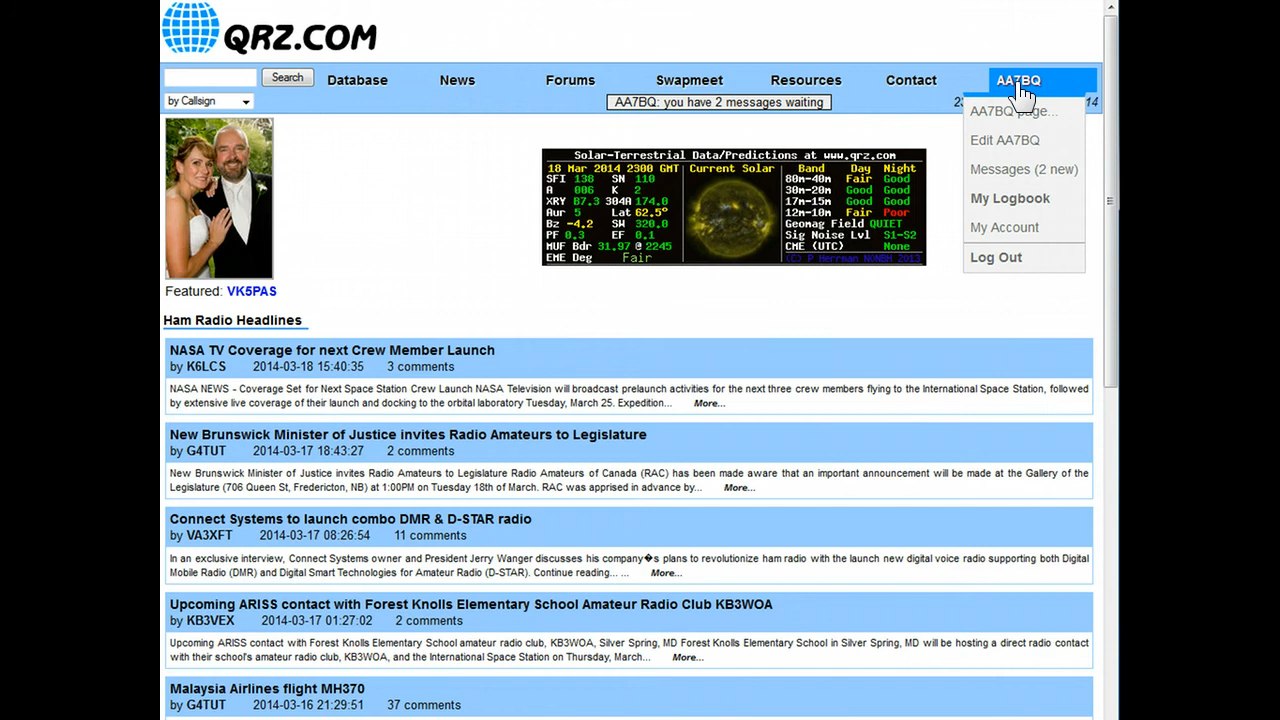 QRZ.COM
Search Database News Forums Swapmeet Resources Contact AA7BQ
by Callsign AA7BQ: you have 2 messages waiting 14
AA7BQ page...
Edit AA7BQ
Messages (2 new)
My Logbook
My Account
Log Out
Solar-Terrestrial Data/Predictions at www.qrz.com
18 Mar 2014 2300 GMT Current Solar Band Day Night
SFI 138 SN 110 80m-40m Fair Good
A 006 K 2 30m-20m Good Good
XRY B7.3 304A 174.0 17m-15m Good Good
Aur 5 Lat 62.5° 12m-10m Fair Poor
Bz -4.2 SW 320.0 Geomag Field QUIET
PF 0.3 EF 0.1 Sig Noise Lvl S1-S2
MUF Bdr 31.97 @ 2245 CME (UTC) None
EME Deg Fair (C) P Herrman N0NBH 2013
Featured: VK5PAS
Ham Radio Headlines
NASA TV Coverage for next Crew Member Launch
by K6LCS 2014-03-18 15:40:35 3 comments
NASA NEWS - Coverage Set for Next Space Station Crew Launch NASA Television will broadcast prelaunch activities for the next three crew members flying to the International Space Station, followed
by extensive live coverage of their launch and docking to the orbital laboratory Tuesday, March 25. Expedition... More...
New Brunswick Minister of Justice invites Radio Amateurs to Legislature
by G4TUT 2014-03-17 18:43:27 2 comments
New Brunswick Minister of Justice invites Radio Amateurs to Legislature Radio Amateurs of Canada (RAC) has been made aware that an important announcement will be made at the Gallery of the
Legislature (706 Queen St, Fredericton, NB) at 1:00PM on Tuesday 18th of March. RAC was apprised in advance by... More...
Connect Systems to launch combo DMR & D-STAR radio
by VA3XFT 2014-03-17 08:26:54 11 comments
In an exclusive interview, Connect Systems owner and President Jerry Wanger discusses his company�s plans to revolutionize ham radio with the launch new digital voice radio supporting both Digital
Mobile Radio (DMR) and Digital Smart Technologies for Amateur Radio (D-STAR). Continue reading... ... More...
Upcoming ARISS contact with Forest Knolls Elementary School Amateur Radio Club KB3WOA
by KB3VEX 2014-03-17 01:27:02 2 comments
Upcoming ARISS contact with Forest Knolls Elementary School amateur radio club, KB3WOA, Silver Spring, MD Forest Knolls Elementary School in Silver Spring, MD will be hosting a direct radio contact
with their school's amateur radio club, KB3WOA, and the International Space Station on Thursday, March... More...
Malaysia Airlines flight MH370
by G4TUT 2014-03-16 21:29:51 37 comments